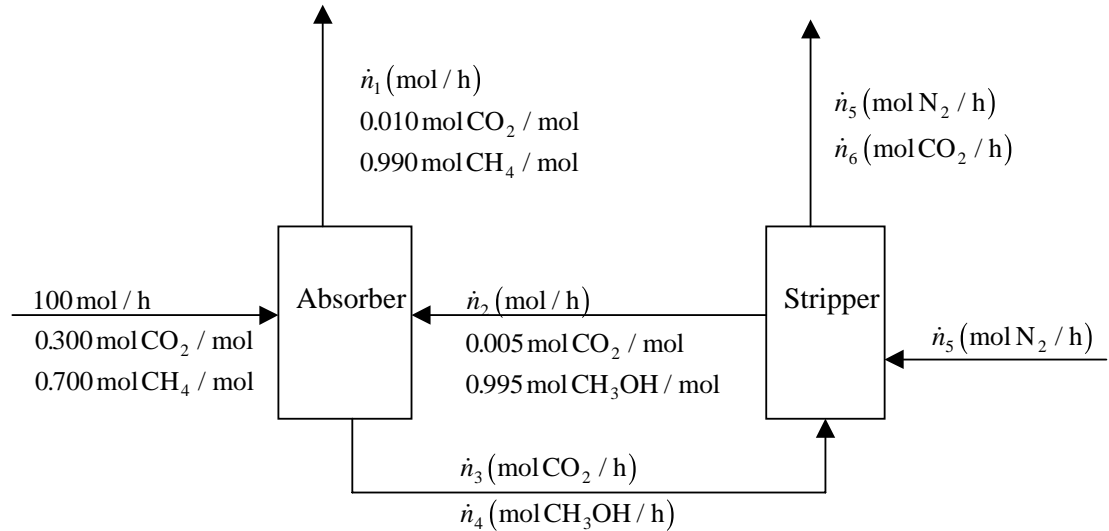 ṅ₁ (mol / h)
0.010 mol CO₂ / mol
0.990 mol CH₄ / mol
ṅ₅ (mol N₂ / h)
ṅ₆ (mol CO₂ / h)
100 mol / h
0.300 mol CO₂ / mol
0.700 mol CH₄ / mol
Absorber
ṅ₂ (mol / h)
0.005 mol CO₂ / mol
0.995 mol CH₃OH / mol
Stripper
ṅ₅ (mol N₂ / h)
ṅ₃ (mol CO₂ / h)
ṅ₄ (mol CH₃OH / h)